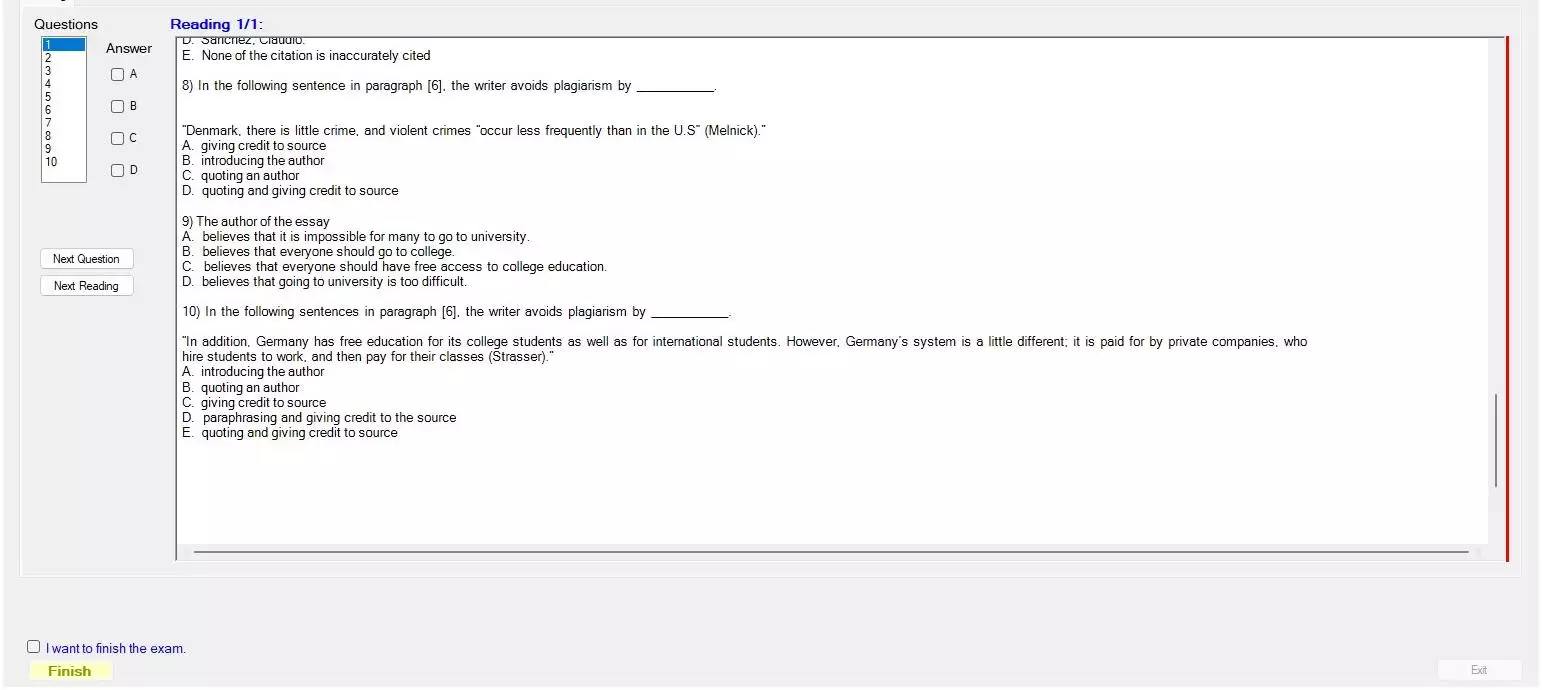 Questions
Reading 1/1:
1
2
3
4
5
6
7
8
9
10
Answer
A
B
C
D
Next Question
Next Reading
D. Sanchez, Claudio.
E. None of the citation is inaccurately cited
8) In the following sentence in paragraph [6], the writer avoids plagiarism by ____________.
"Denmark, there is little crime, and violent crimes "occur less frequently than in the U.S" (Melnick)."
A. giving credit to source
B. introducing the author
C. quoting an author
D. quoting and giving credit to source
9) The author of the essay
A. believes that it is impossible for many to go to university.
B. believes that everyone should go to college.
C. believes that everyone should have free access to college education.
D. believes that going to university is too difficult.
10) In the following sentences in paragraph [6], the writer avoids plagiarism by ____________.
"In addition, Germany has free education for its college students as well as for international students. However, Germany's system is a little different; it is paid for by private companies, who
hire students to work, and then pay for their classes (Strasser)."
A. introducing the author
B. quoting an author
C. giving credit to source
D. paraphrasing and giving credit to the source
E. quoting and giving credit to source
I want to finish the exam.
Finish
Exit